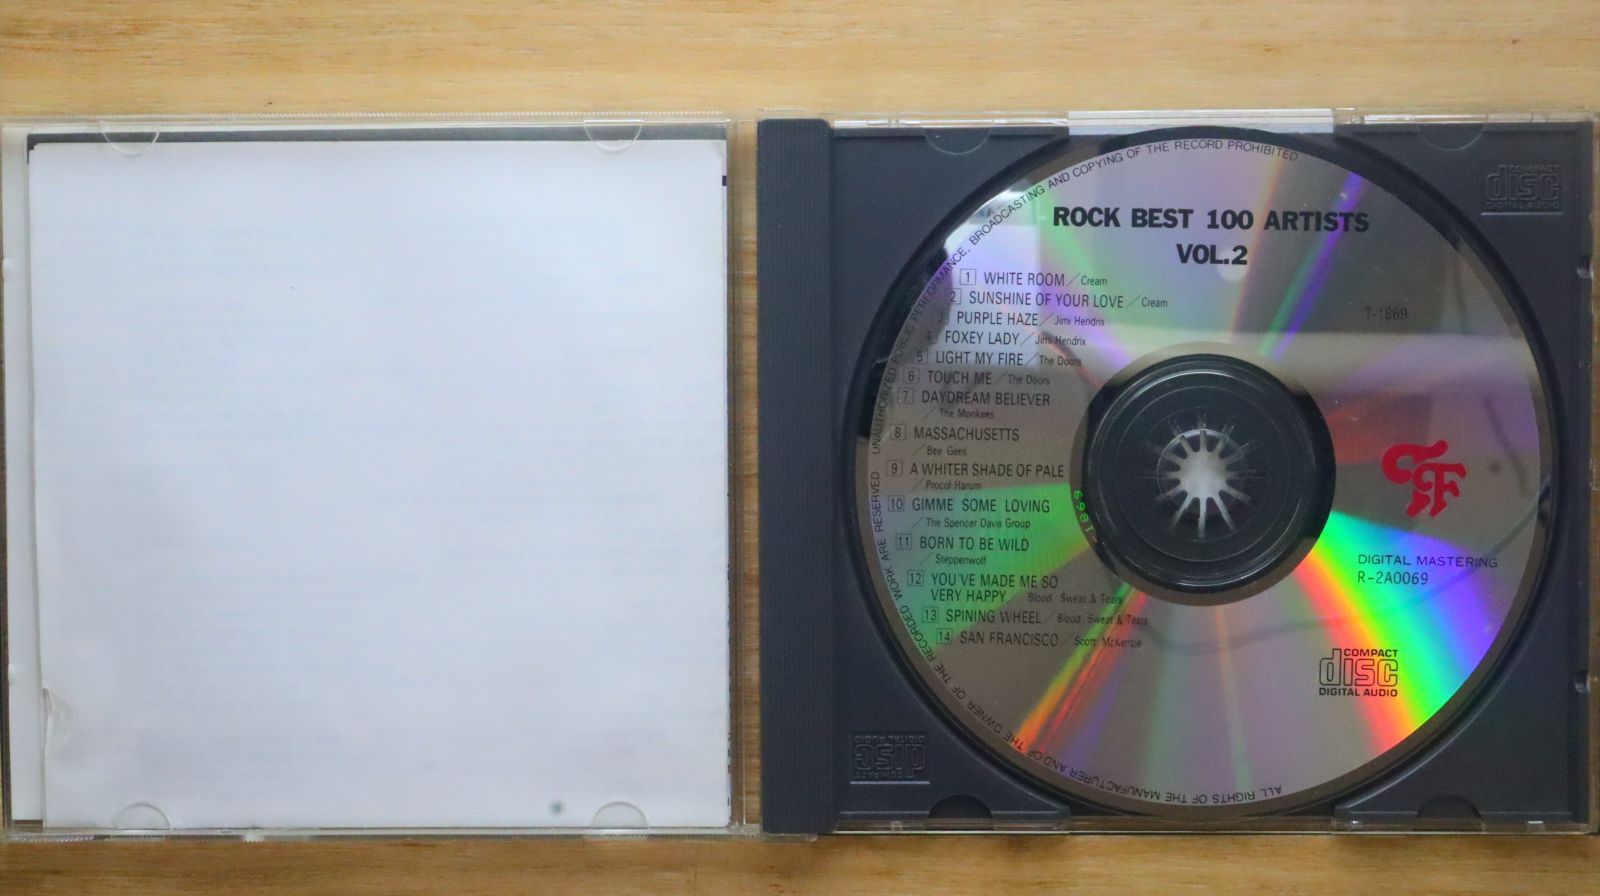 ROCK BEST 100 ARTISTS
VOL.2
1 WHITE ROOM / Cream
2 SUNSHINE OF YOUR LOVE / Cream
3 PURPLE HAZE / Jimi Hendrix
4 FOXEY LADY / Jimi Hendrix
5 LIGHT MY FIRE / The Doors
6 TOUCH ME / The Doors
7 DAYDREAM BELIEVER
/ The Monkees
8 MASSACHUSETTS
/ Bee Gees
9 A WHITER SHADE OF PALE
/ Procol Harum
10 GIMME SOME LOVING
/ The Spencer Davis Group
11 BORN TO BE WILD
/ Steppenwolf
12 YOU'VE MADE ME SO
VERY HAPPY / Blood Sweat & Tears
13 SPINING WHEEL / Blood, Sweat & Tears
14 SAN FRANCISCO / Scott McKenzie
T-1869
DIGITAL MASTERING
R-2A0069
COMPACT
disc
DIGITAL AUDIO
ALL RIGHTS OF THE MANUFACTURER AND OF THE OWNER OF THE RECORDED WORK ARE RESERVED UNAUTHORIZED PUBLIC PERFORMANCE, BROADCASTING AND COPYING OF THE RECORD PROHIBITED
COMPACT
disc
DIGITAL AUDIO
COMPACT
disc
DIGITAL AUDIO